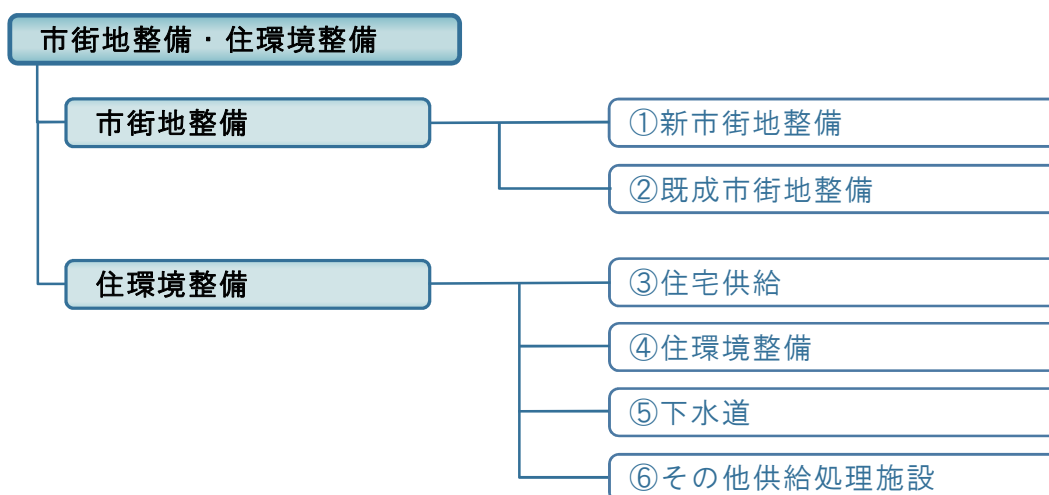 市街地整備・住環境整備
市街地整備
①新市街地整備
②既成市街地整備
住環境整備
③住宅供給
④住環境整備
⑤下水道
⑥その他供給処理施設